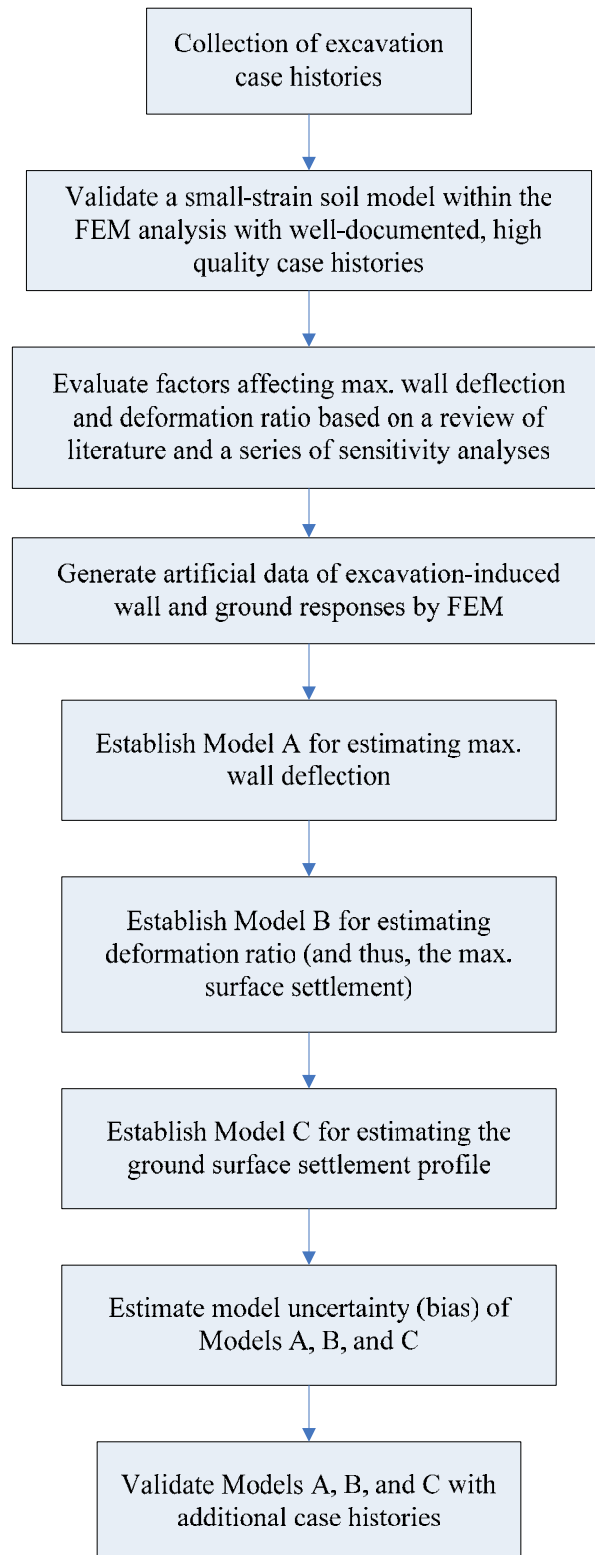 Collection of excavation
case histories
Validate a small-strain soil model within the
FEM analysis with well-documented, high
quality case histories
Evaluate factors affecting max. wall deflection
and deformation ratio based on a review of
literature and a series of sensitivity analyses
Generate artificial data of excavation-induced
wall and ground responses by FEM
Establish Model A for estimating max.
wall deflection
Establish Model B for estimating
deformation ratio (and thus, the max.
surface settlement)
Establish Model C for estimating the
ground surface settlement profile
Estimate model uncertainty (bias) of
Models A, B, and C
Validate Models A, B, and C with
additional case histories